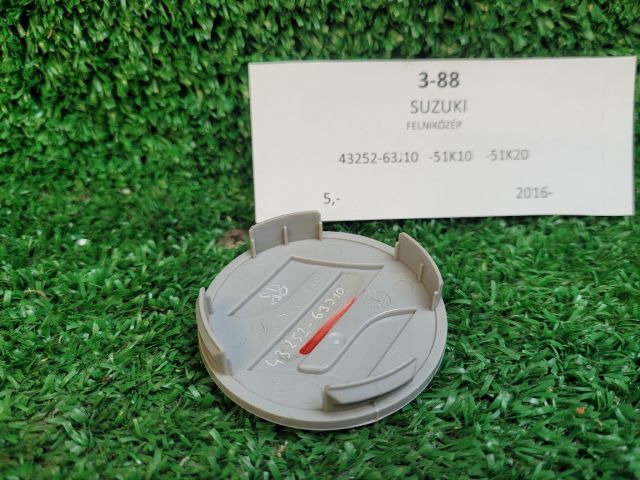 3-88
SUZUKI
FELNIKÖZÉP
43252-63J10 -51K10 -51K20
5,- 2016-
43252-63J10